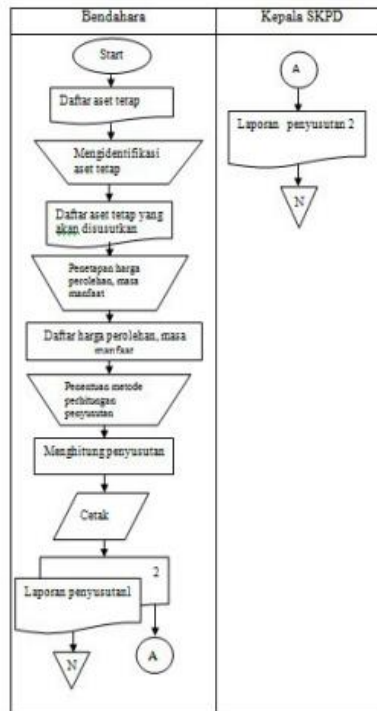 Bendahara
Start
Daftar aset tetap
Mengidentifikasi
aset tetap
Daftar aset tetap yang
akan disusutkan
Penetapan harga
perolehan, masa
manfaat
Daftar harga perolehan, masa
manfaat
Penentuan metode
perhitungan
penyusutan
Menghitung penyusutan
Cetak
2
Laporan penyusutan1
N
A
Kepala SKPD
A
Laporan penyusutan 2
N